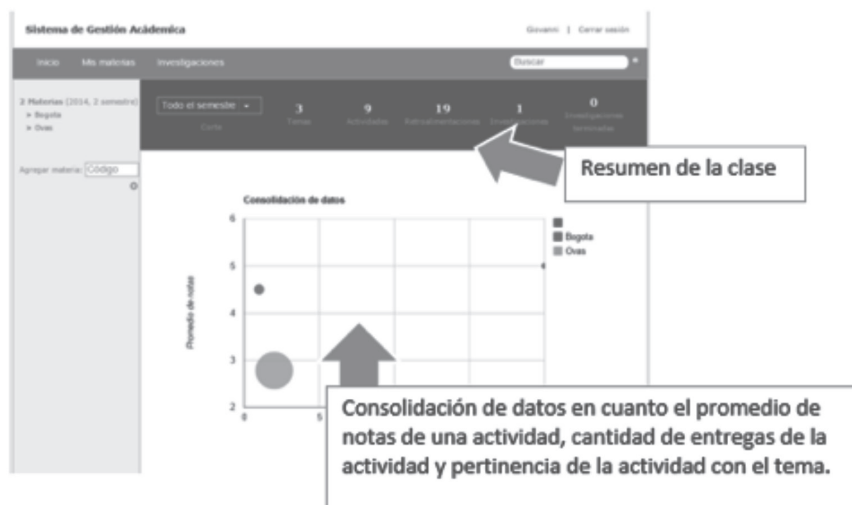 Sistema de Gestión Acàdemica
Giovanni | Cerrar sesión
Inicio Mis materias Investigaciones Buscar
2 Materias (2014, 2 semestre)
> Bogota
> Ovas
Agregar materia: Código
Todo el semestre 3 9 19 1 0
Corte Temas Actividades Retroalimentaciones Investigaciones Investigaciones
terminadas
Resumen de la clase
Consolidación de datos
6
Bogota
Ovas
5
4
3
2
Promedio de notas
0 5
Consolidación de datos en cuanto el promedio de
notas de una actividad, cantidad de entregas de la
actividad y pertinencia de la actividad con el tema.